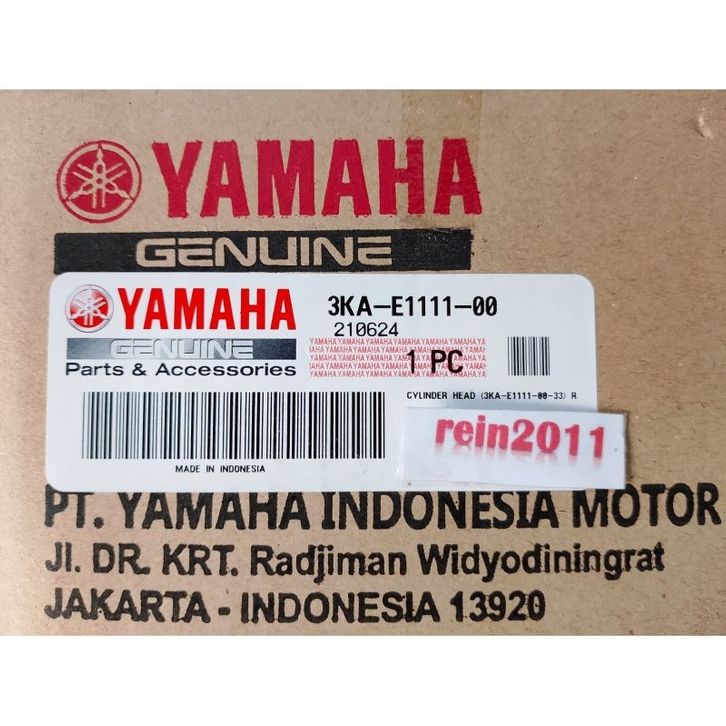 YAMAHA
GENUINE
YAMAHA
GENUINE
Parts & Accessories
3KA-E1111-00
210624
1 PC
CYLINDER HEAD (3KA-E1111-00-33) R
MADE IN INDONESIA
rein2011
PT. YAMAHA INDONESIA MOTOR
Jl. DR. KRT. Radjiman Widyodiningrat
JAKARTA - INDONESIA 13920